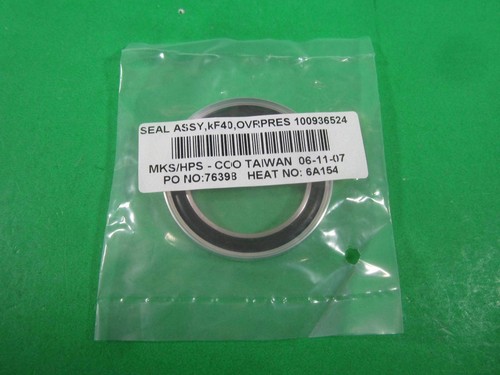 SEAL ASSY,kF40,OVRPRES 100936524
MKS/HPS - COO TAIWAN 06-11-07
PO NO:76398 HEAT NO: 6A154